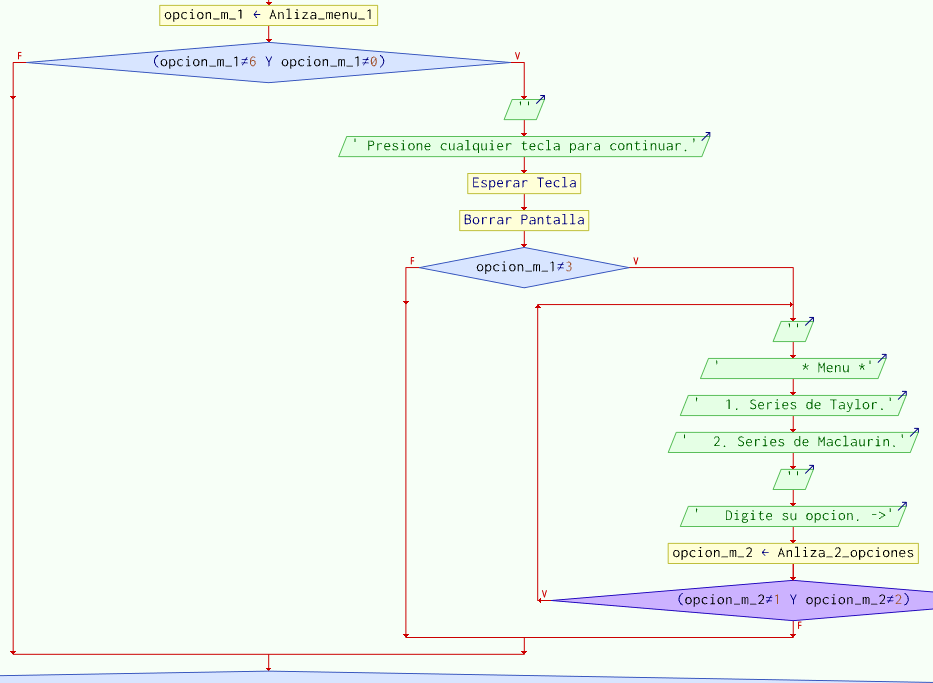 opcion_m_1 ← Anliza_menu_1
F
(opcion_m_1≠6 Y opcion_m_1≠0)
V
''
' Presione cualquier tecla para continuar.'
Esperar Tecla
Borrar Pantalla
F
opcion_m_1≠3
V
''
'          * Menu *'
'   1. Series de Taylor.'
'   2. Series de Maclaurin.'
''
'   Digite su opcion. ->'
opcion_m_2 ← Anliza_2_opciones
V
(opcion_m_2≠1 Y opcion_m_2≠2)
F